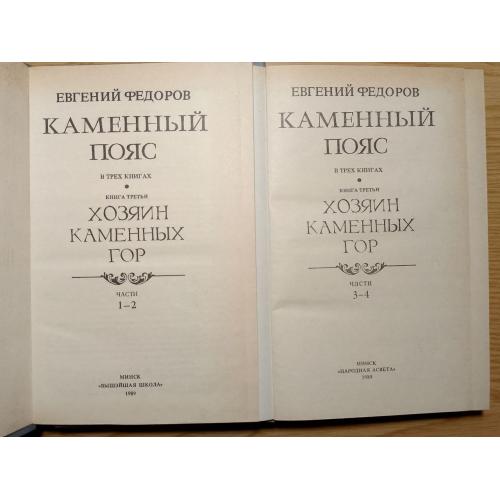 ЕВГЕНИЙ ФЕДОРОВ
КАМЕННЫЙ
ПОЯС
В ТРЕХ КНИГАХ
КНИГА ТРЕТЬЯ
ХОЗЯИН
КАМЕННЫХ
ГОР
ЧАСТИ
1—2
МИНСК
«ВЫШЭЙШАЯ ШКОЛА»
1989
ЕВГЕНИЙ ФЕДОРОВ
КАМЕННЫЙ
ПОЯС
В ТРЕХ КНИГАХ
КНИГА ТРЕТЬЯ
ХОЗЯИН
КАМЕННЫХ
ГОР
ЧАСТИ
3—4
МИНСК
«НАРОДНАЯ АСВЕТА»
1989